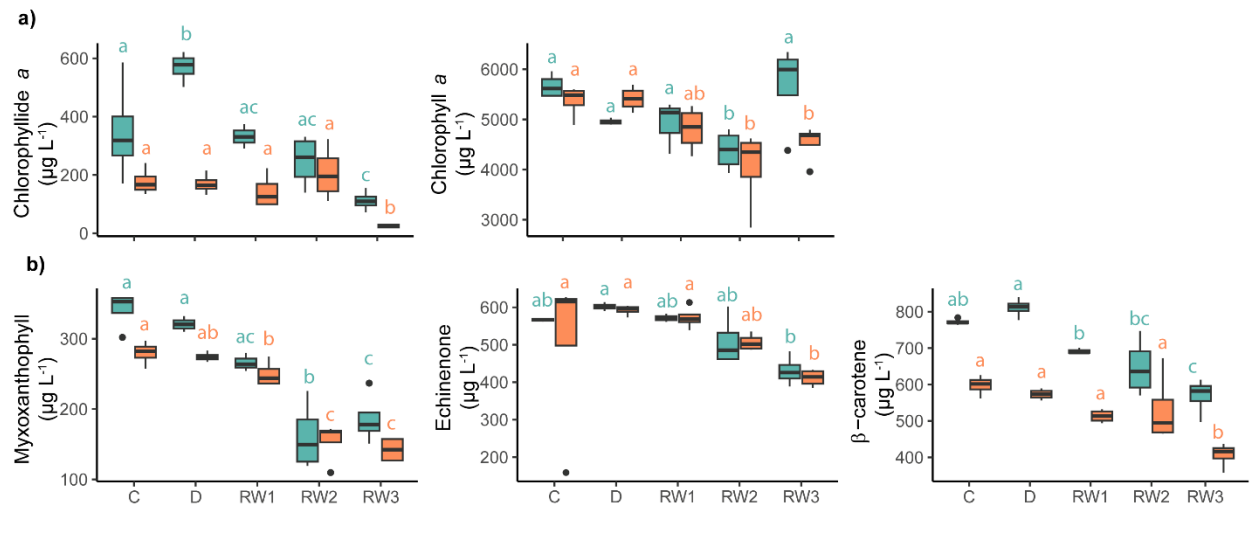 a)
Chlorophyllide a
(µg L-1)
600
400
200
0
a
a
b
a
ac
a
ac
a
c
b
Chlorophyll a
(µg L-1)
6000
5000
4000
3000
a
a
a
a
a
ab
b
b
a
b
b)
Myxoxanthophyll
(µg L-1)
300
200
100
a
a
a
ab
ac
b
b
c
c
c
C
D
RW1
RW2
RW3
Echinenone
(µg L-1)
600
500
400
300
200
ab
a
a
a
ab
a
ab
a
b
b
C
D
RW1
RW2
RW3
β−carotene
(µg L-1)
800
700
600
400
ab
a
a
a
b
a
bc
a
c
b
C
D
RW1
RW2
RW3